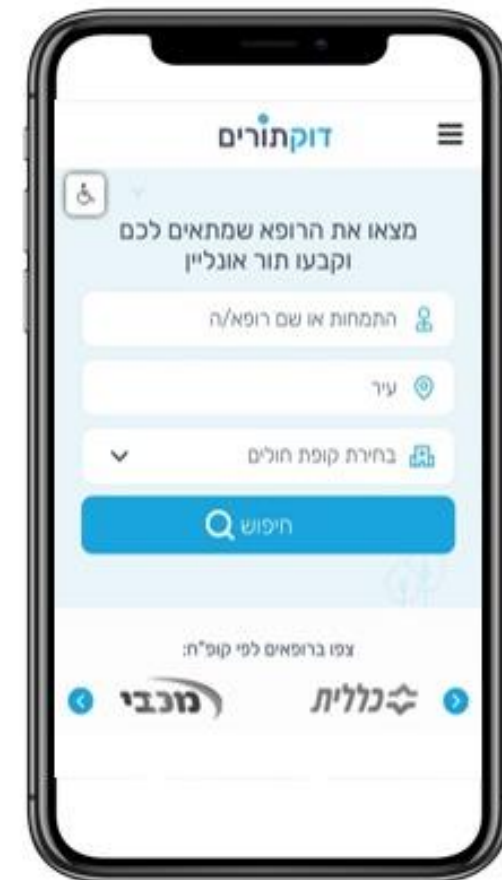 דוקתורים
מצאו את הרופא שמתאים לכם
וקבעו תור אונליין
התמחות או שם רופא/ה
עיר
בחירת קופת חולים
חיפוש
צפו ברופאים לפי קופ"ח:
כללית מכבי